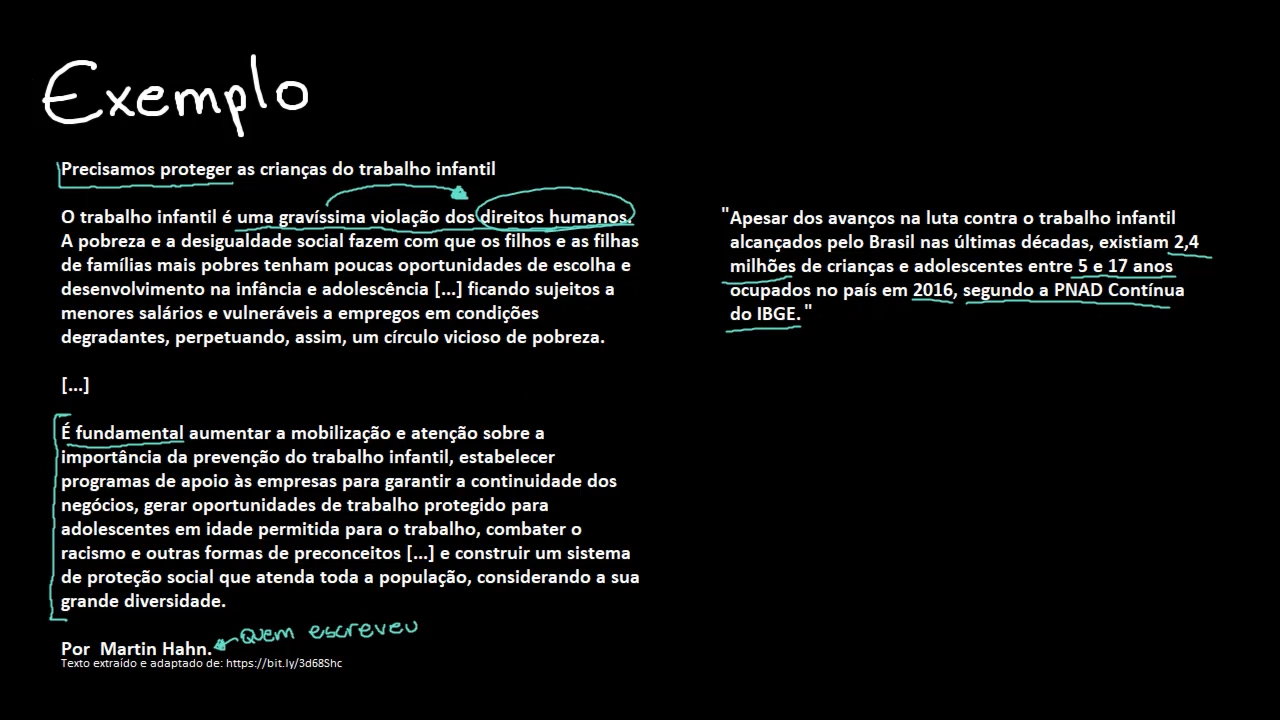 Exemplo
Precisamos proteger as crianças do trabalho infantil
O trabalho infantil é uma gravíssima violação dos direitos humanos.
A pobreza e a desigualdade social fazem com que os filhos e as filhas
de famílias mais pobres tenham poucas oportunidades de escolha e
desenvolvimento na infância e adolescência [...] ficando sujeitos a
menores salários e vulneráveis a empregos em condições
degradantes, perpetuando, assim, um círculo vicioso de pobreza.
[...]
É fundamental aumentar a mobilização e atenção sobre a
importância da prevenção do trabalho infantil, estabelecer
programas de apoio às empresas para garantir a continuidade dos
negócios, gerar oportunidades de trabalho protegido para
adolescentes em idade permitida para o trabalho, combater o
racismo e outras formas de preconceitos [...] e construir um sistema
de proteção social que atenda toda a população, considerando a sua
grande diversidade.
Por Martin Hahn.
quem escreveu
Texto extraído e adaptado de: https://bit.ly/3d68Shc
"Apesar dos avanços na luta contra o trabalho infantil
alcançados pelo Brasil nas últimas décadas, existiam 2,4
milhões de crianças e adolescentes entre 5 e 17 anos
ocupados no país em 2016, segundo a PNAD Contínua
do IBGE."